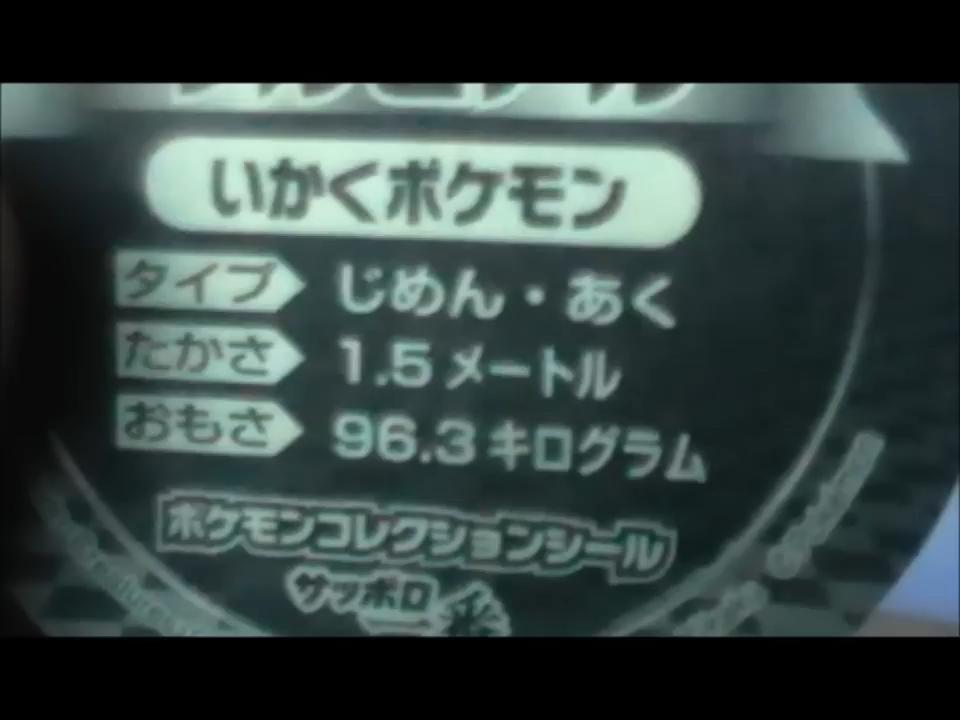 いかくポケモン
タイプ じめん・あく
たかさ 1.5メートル
おもさ 96.3キログラム
ポケモンコレクションシール
サッポロ一番